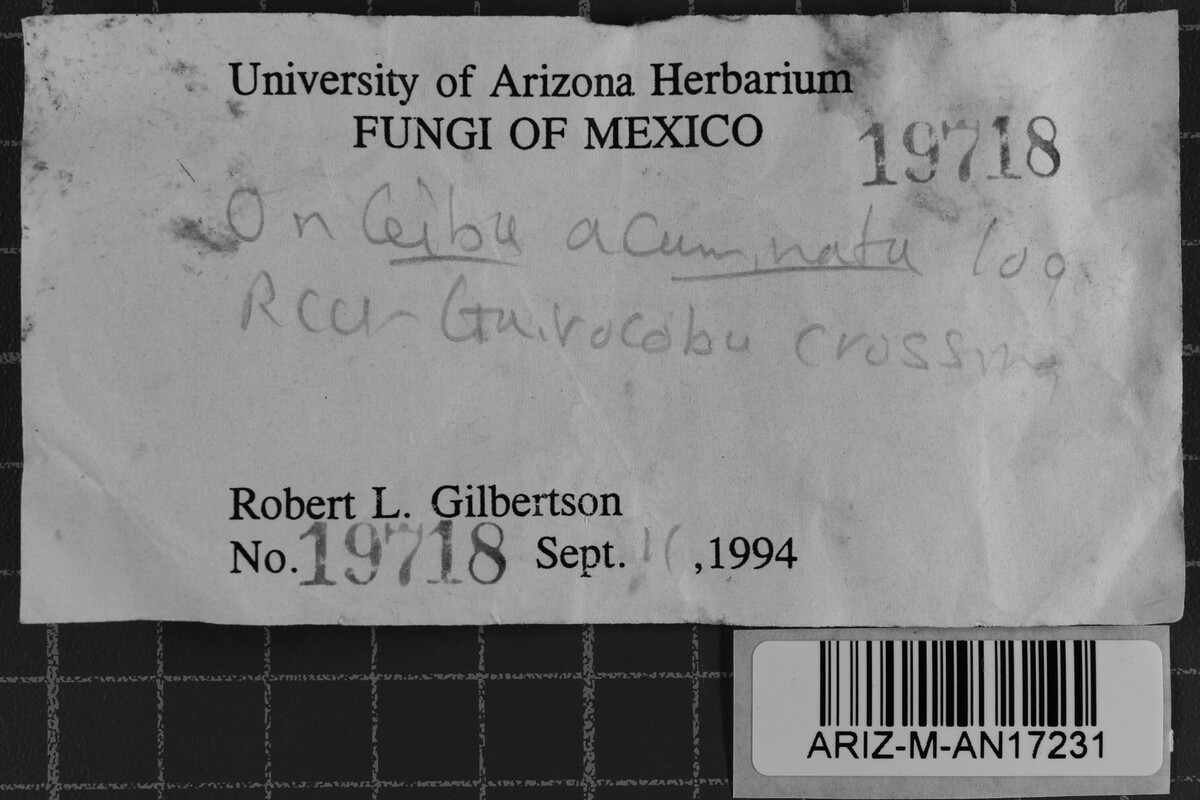 University of Arizona Herbarium
FUNGI OF MEXICO
19718
On Ceiba acuminata log
Guirocoba crossing
Robert L. Gilbertson
No. 19718 Sept. 11, 1994
ARIZ-M-AN17231